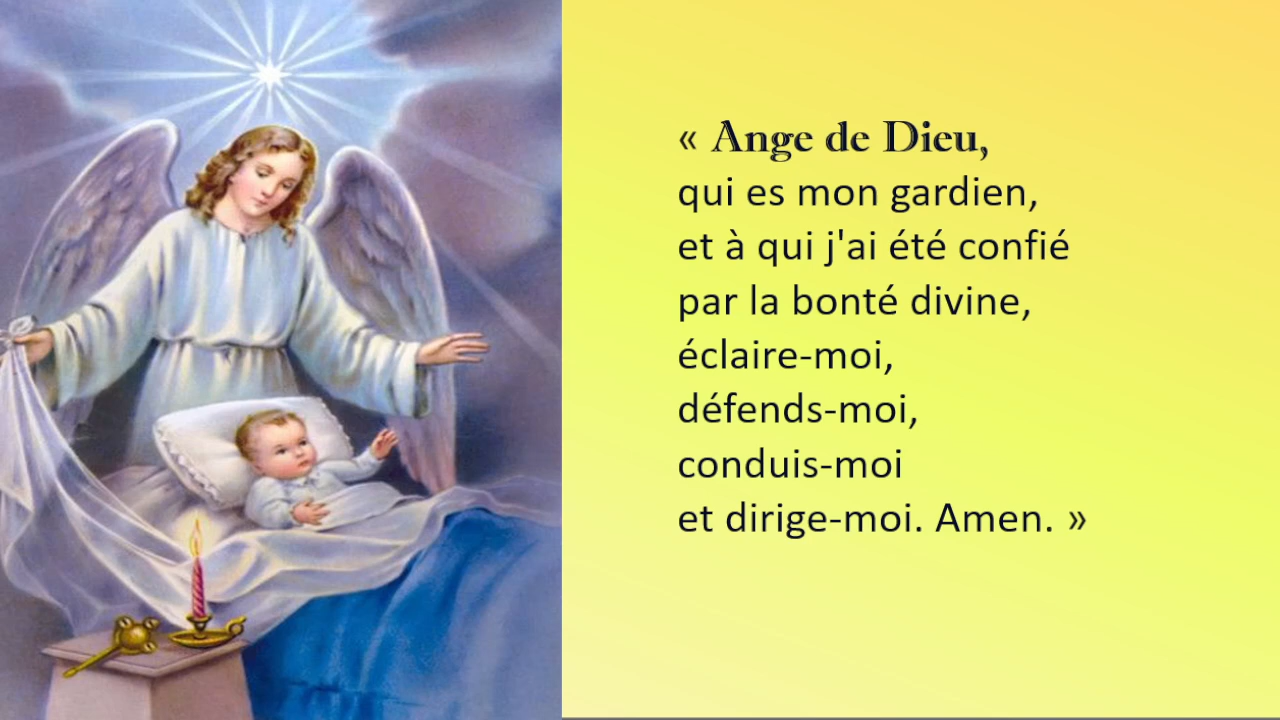 « Ange de Dieu,
qui es mon gardien,
et à qui j'ai été confié
par la bonté divine,
éclaire-moi,
défends-moi,
conduis-moi
et dirige-moi. Amen. »